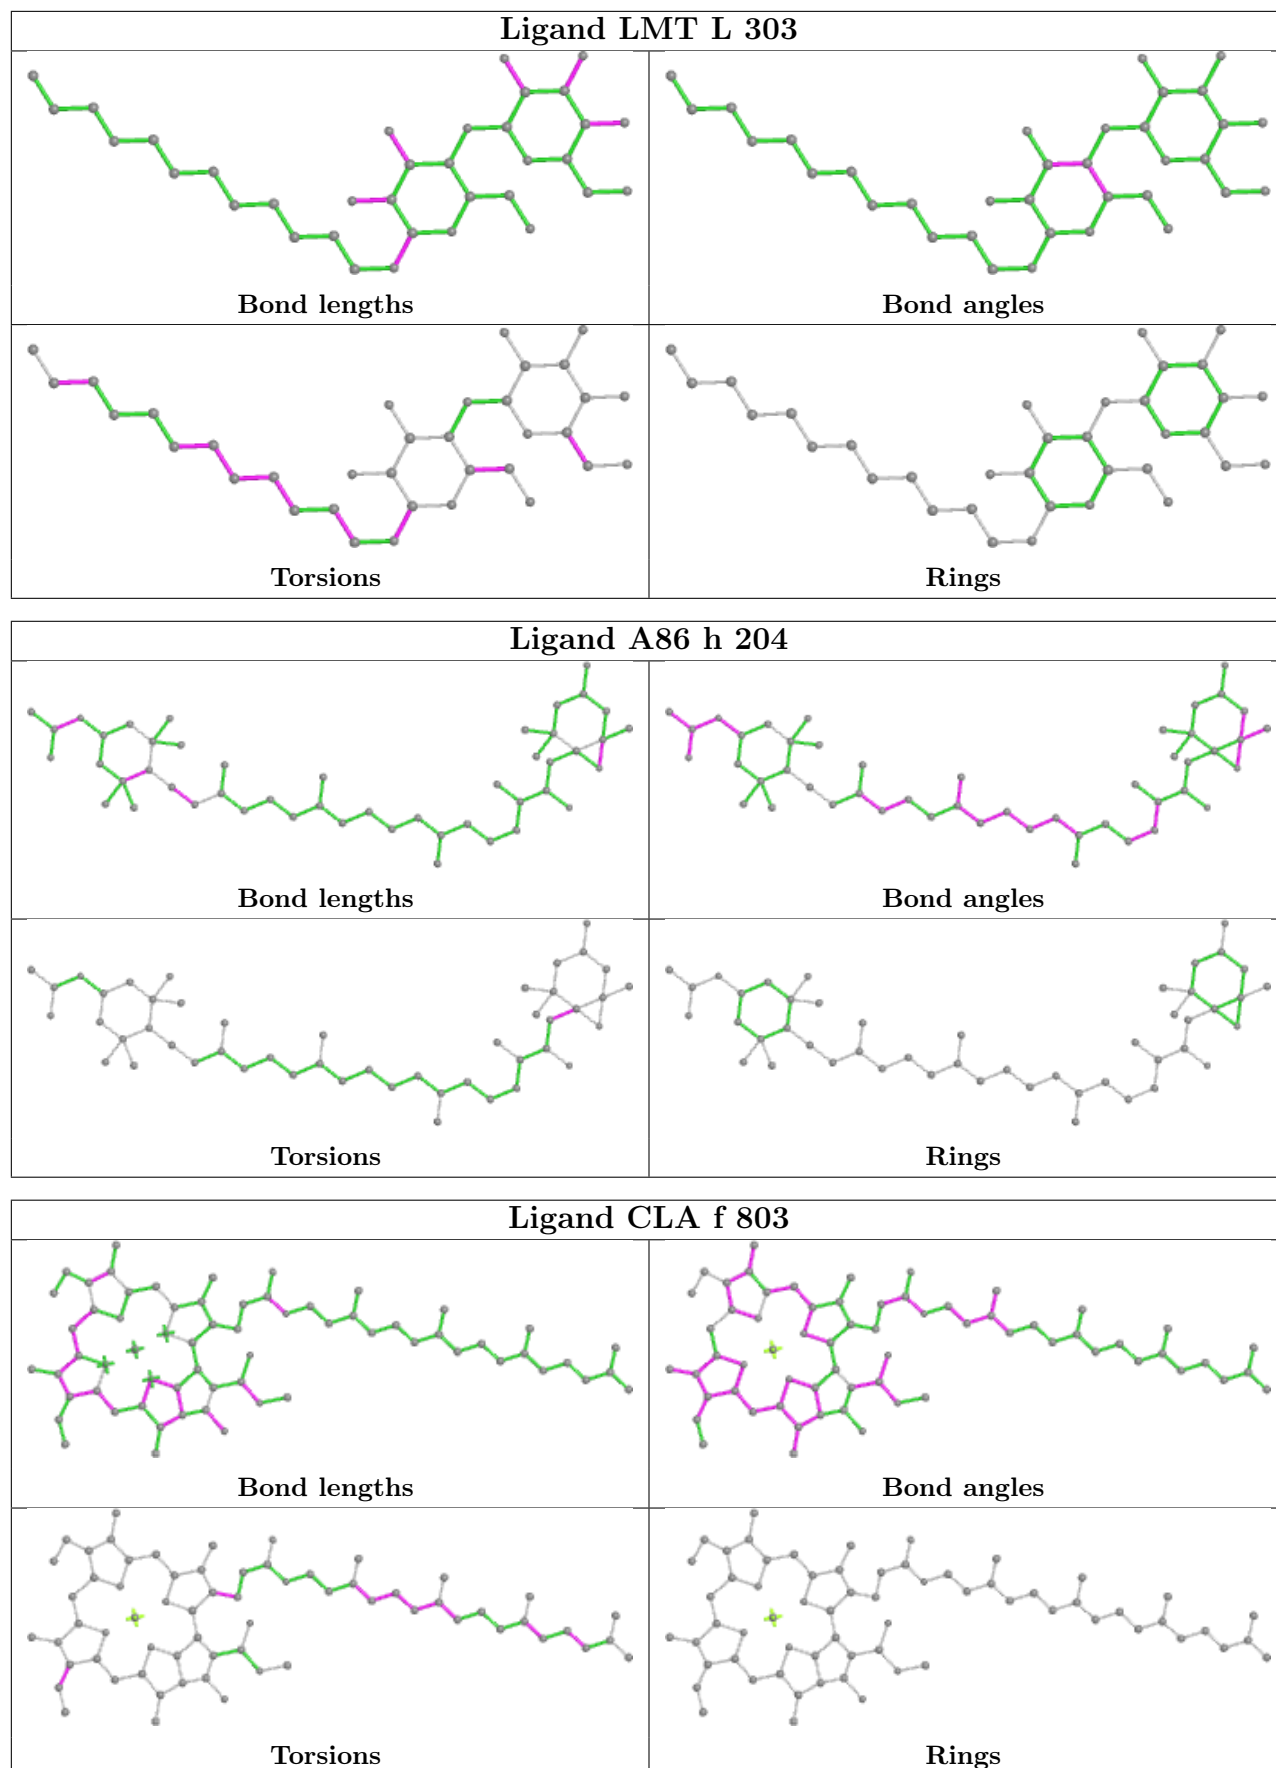 Ligand LMT L 303
Bond lengths
Bond angles
Torsions
Rings
Ligand A86 h 204
Bond lengths
Bond angles
Torsions
Rings
Ligand CLA f 803
Bond lengths
Bond angles
Torsions
Rings